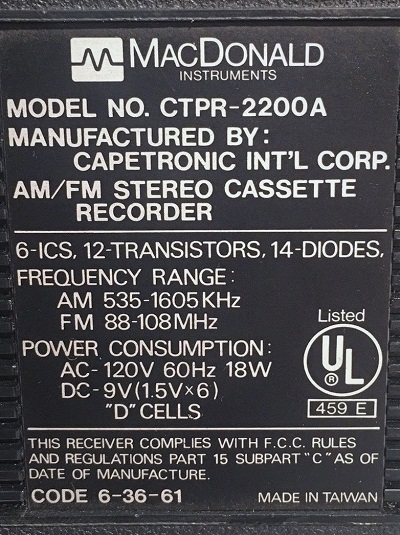 MACDONALD
INSTRUMENTS
MODEL NO. CTPR-2200A
MANUFACTURED BY:
CAPETRONIC INT'L CORP.
AM/FM STEREO CASSETTE
RECORDER
6-ICS, 12-TRANSISTORS, 14-DIODES,
FREQUENCY RANGE:
AM 535-1605KHz
FM 88-108MHz
POWER CONSUMPTION:
AC-120V 60Hz 18W
DC-9V(1.5V×6)
"D" CELLS
Listed
UL
®
459 E
THIS RECEIVER COMPLIES WITH F.C.C. RULES
AND REGULATIONS PART 15 SUBPART "C" AS OF
DATE OF MANUFACTURE.
CODE 6-36-61
MADE IN TAIWAN